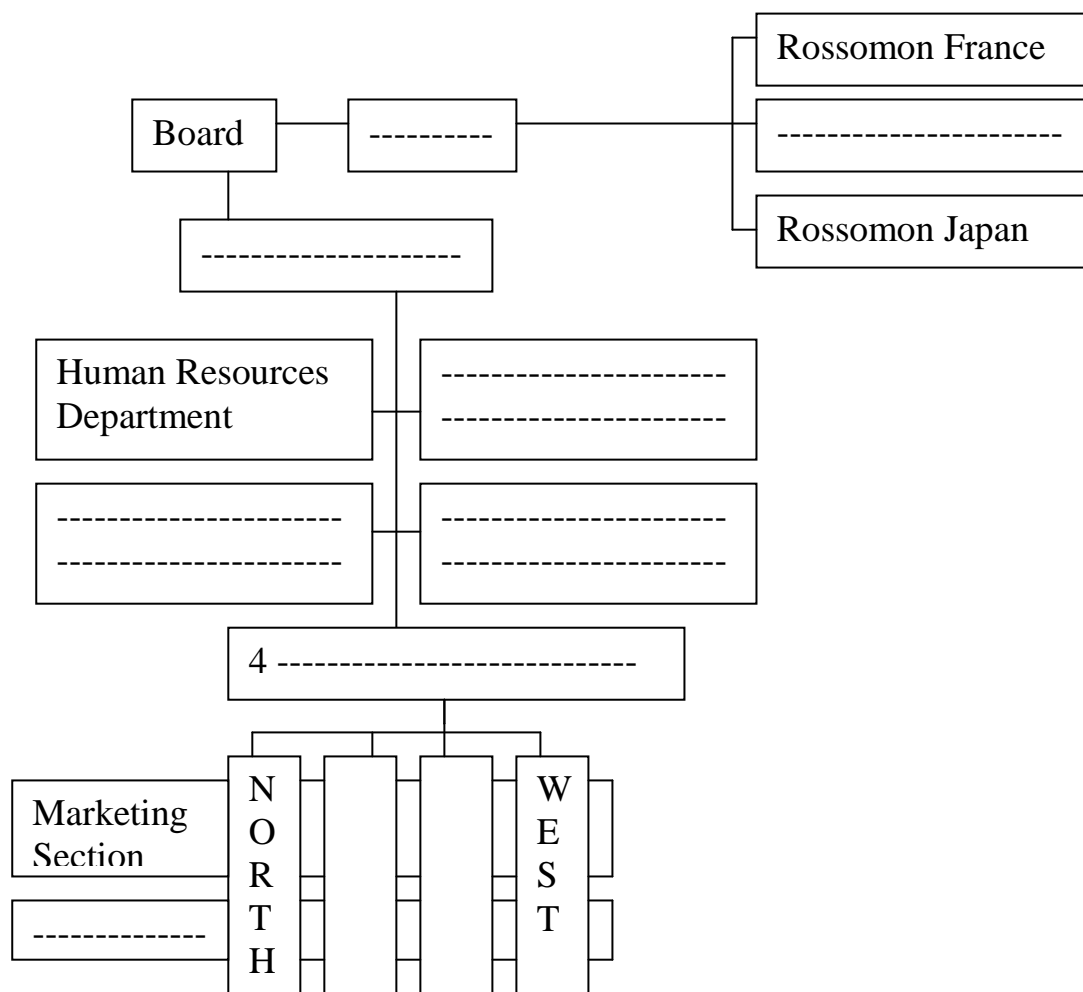 Rossomon France
Board
----------
-----------------------
Rossomon Japan
---------------------
Human Resources
Department
-----------------------
-----------------------
-----------------------
-----------------------
-----------------------
-----------------------
4 -----------------------------
Marketing
Section
--------------
N
O
R
T
H
W
E
S
T